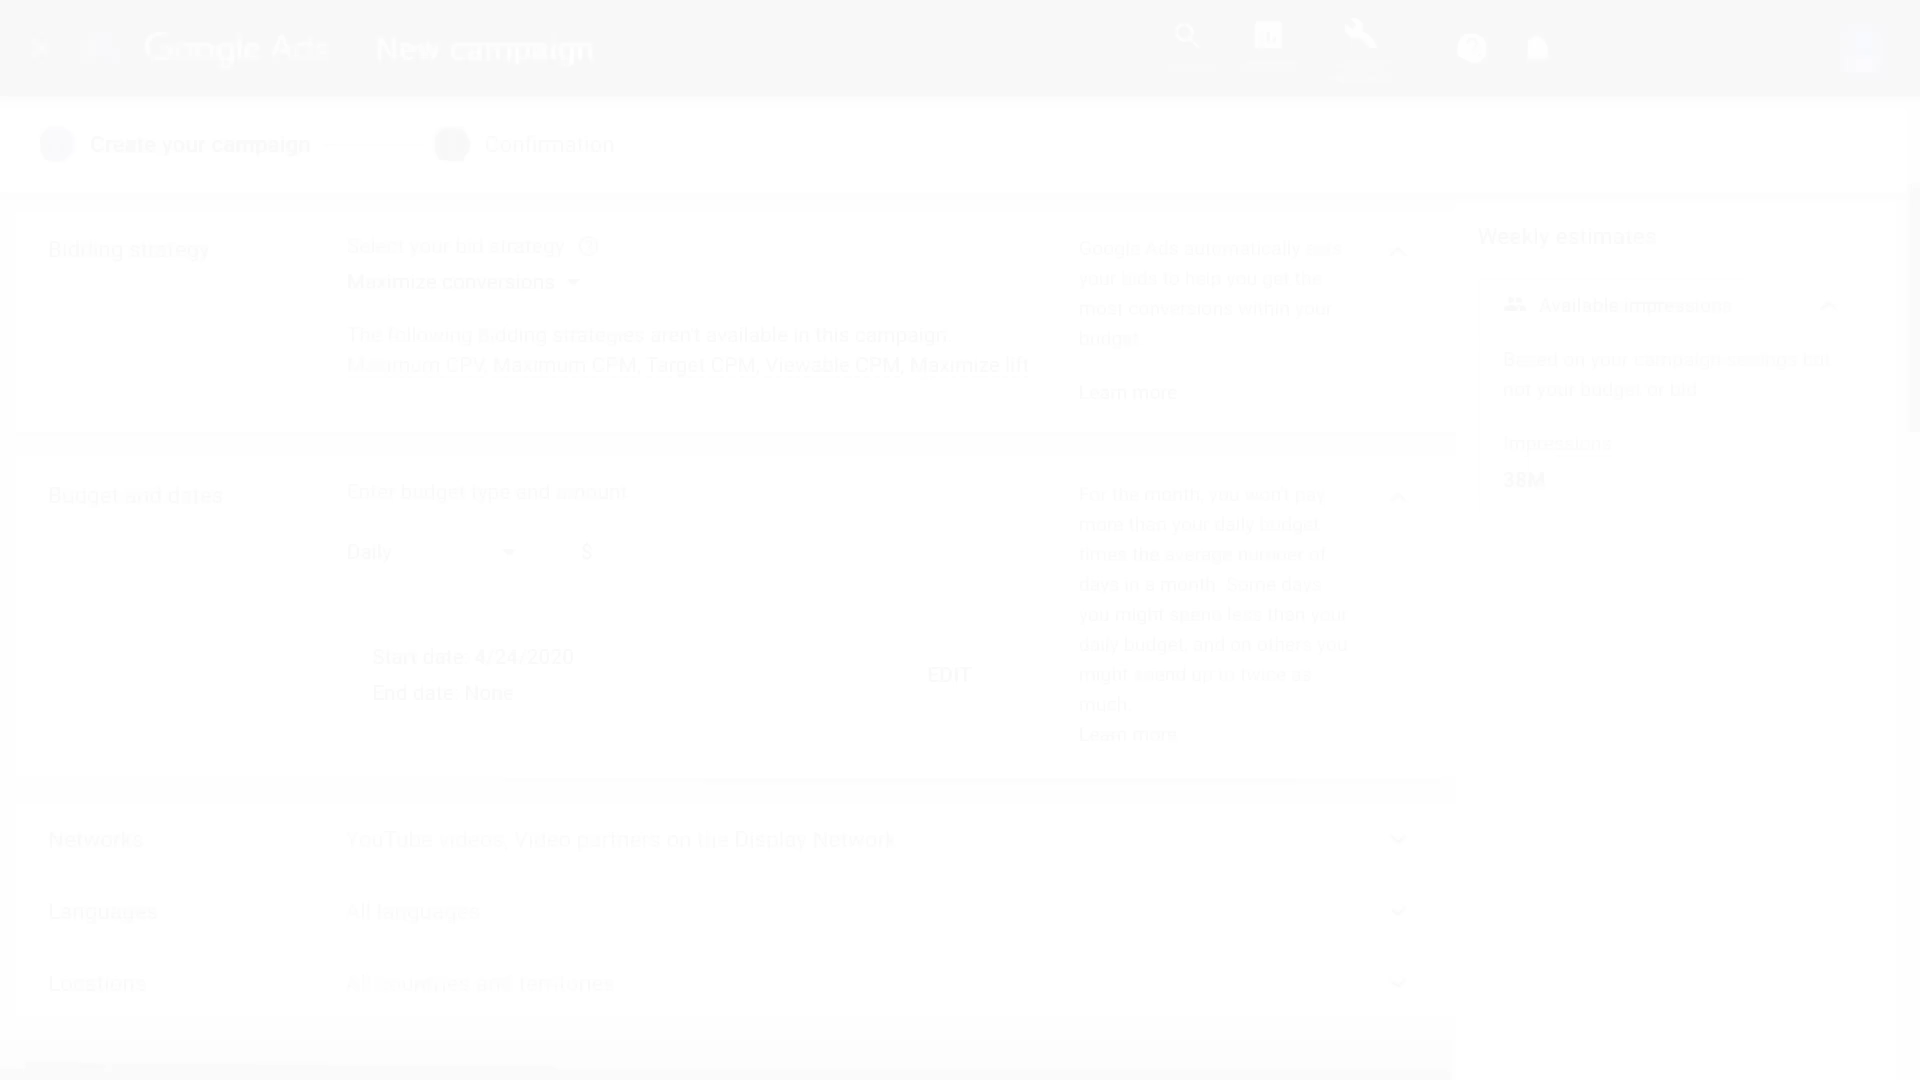 Google Ads New campaign
Create your campaign
Confirmation
Bidding strategy
Select your bid strategy
Maximize conversions
The following bidding strategies aren't available in this campaign:
Maximum CPV, Maximum CPM, Target CPM, Viewable CPM, Maximize lift
Google Ads automatically sets
your bids to help you get the
most conversions within your
budget.
Learn more
Weekly estimates
Available impressions
Based on your campaign settings but
not your budget or bid
Impressions
38M
Budget and dates
Enter budget type and amount
Daily
$
Start date: 4/24/2020
End date: None
EDIT
For the month, you won't pay
more than your daily budget
times the average number of
days in a month. Some days
you might spend less than your
daily budget, and on others you
might spend up to twice as
much.
Learn more
Networks
YouTube videos, Video partners on the Display Network
Languages
All languages
Locations
All countries and territories